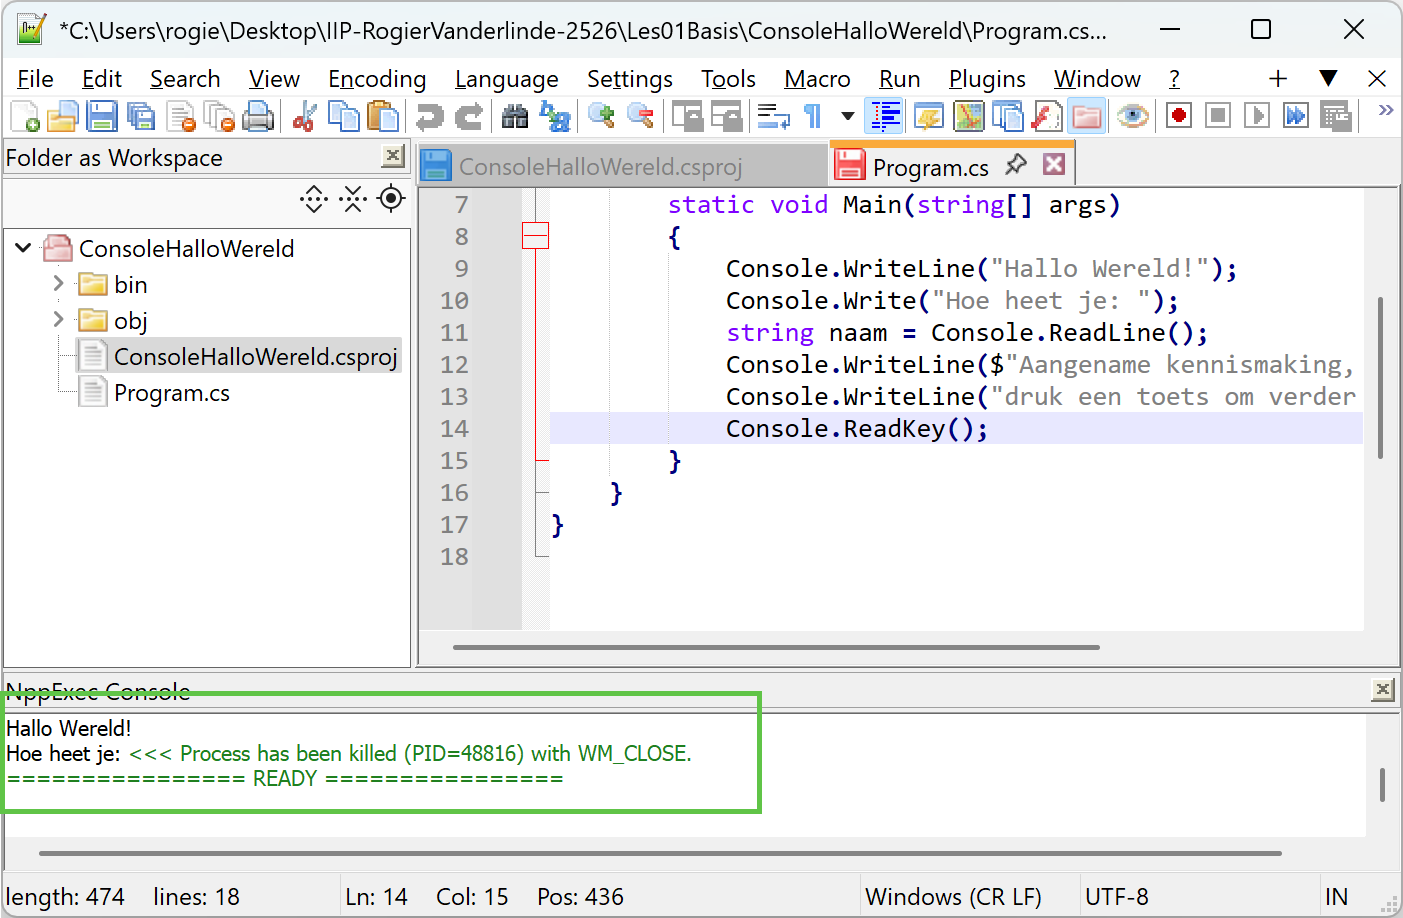 *C:\Users\rogie\Desktop\IIP-RogierVanderlinde-2526\Les01Basis\ConsoleHalloWereld\Program.cs...
File Edit Search View Encoding Language Settings Tools Macro Run Plugins Window ?
Folder as Workspace
ConsoleHalloWereld
bin
obj
ConsoleHalloWereld.csproj
Program.cs
ConsoleHalloWereld.csproj Program.cs
7 static void Main(string[] args)
8 {
9 Console.WriteLine("Hallo Wereld!");
10 Console.Write("Hoe heet je: ");
11 string naam = Console.ReadLine();
12 Console.WriteLine($"Aangename kennismaking,
13 Console.WriteLine("druk een toets om verder
14 Console.ReadKey();
15 }
16 }
17 }
18
NppExec Console
Hallo Wereld!
Hoe heet je: <<< Process has been killed (PID=48816) with WM_CLOSE.
================ READY ================
length: 474 lines: 18 Ln: 14 Col: 15 Pos: 436 Windows (CR LF) UTF-8 IN